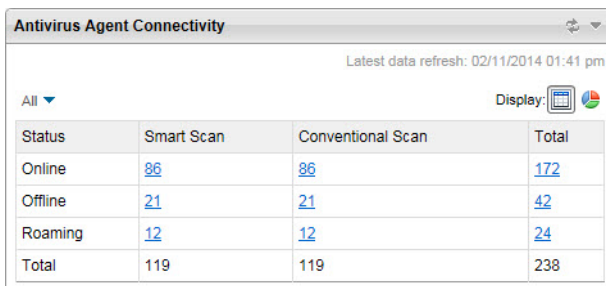 Antivirus Agent Connectivity
Latest data refresh: 02/11/2014 01:41 pm
All Display:
Status Smart Scan Conventional Scan Total
Online 86 86 172
Offline 21 21 42
Roaming 12 12 24
Total 119 119 238